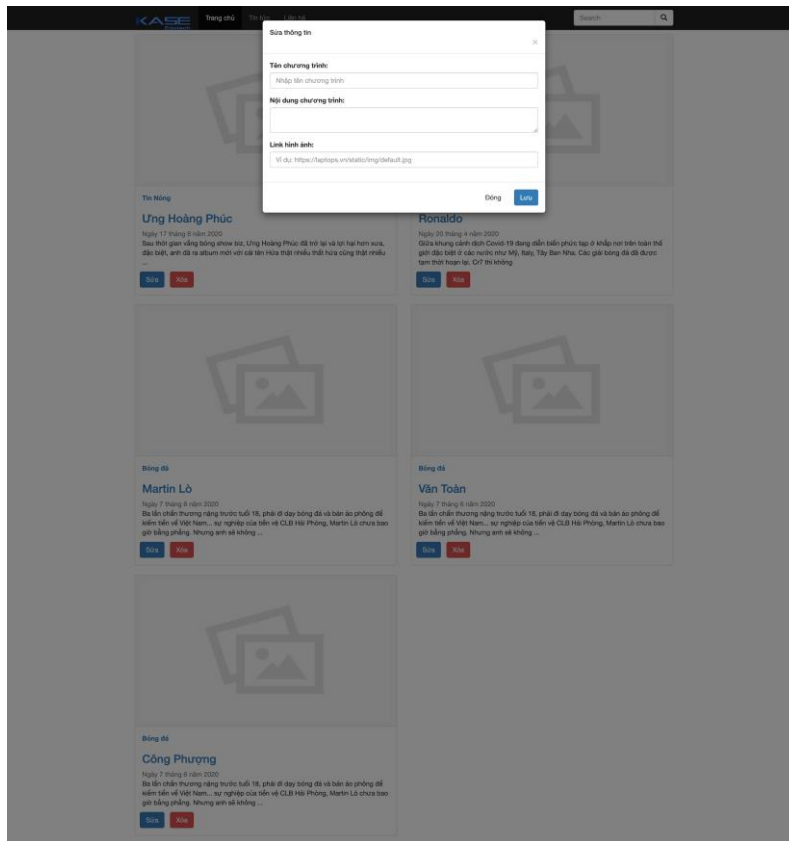 KASE
Trang chủ
Tin tức
Liên hệ
Search
Sửa thông tin
×
Tên chương trình:
Nhập tên chương trình
Nội dung chương trình:
Link hình ảnh:
Ví dụ: https://laptops.vn/static/img/default.jpg
Đóng
Lưu
Tin Nóng
Ưng Hoàng Phúc
Ngày 17 tháng 6 năm 2020
Sau thời gian vắng bóng show biz, Ưng Hoàng Phúc đã trở lại và lợi hại hơn xưa,
đặc biệt, anh đã ra album mới với cái tên Hứa thật nhiều thất hứa cũng thật nhiều
...
Sửa
Xóa
Ronaldo
Ngày 20 tháng 4 năm 2020
Giữa khung cảnh dịch Covid-19 đang diễn biến phức tạp ở khắp nơi trên toàn thế
giới đặc biệt ở các nước như Mỹ, Italy, Tây Ban Nha. Các giải bóng đá đã được
tạm thời hoạn lại. Cr7 thì không
Sửa
Xóa
Bóng đá
Martin Lò
Ngày 7 tháng 6 năm 2020
Ba lần chấn thương nặng trước tuổi 18, phải đi dạy bóng đá và bán áo phông để
kiếm tiền về Việt Nam... sự nghiệp của tiền vệ CLB Hải Phòng, Martin Lò chưa bao
giờ bằng phẳng. Nhưng anh sẽ không ...
Sửa
Xóa
Bóng đá
Văn Toàn
Ngày 7 tháng 6 năm 2020
Ba lần chấn thương nặng trước tuổi 18, phải đi dạy bóng đá và bán áo phông để
kiếm tiền về Việt Nam... sự nghiệp của tiền vệ CLB Hải Phòng, Martin Lò chưa bao
giờ bằng phẳng. Nhưng anh sẽ không ...
Sửa
Xóa
Bóng đá
Công Phượng
Ngày 7 tháng 6 năm 2020
Ba lần chấn thương nặng trước tuổi 18, phải đi dạy bóng đá và bán áo phông để
kiếm tiền về Việt Nam... sự nghiệp của tiền vệ CLB Hải Phòng, Martin Lò chưa bao
giờ bằng phẳng. Nhưng anh sẽ không ...
Sửa
Xóa